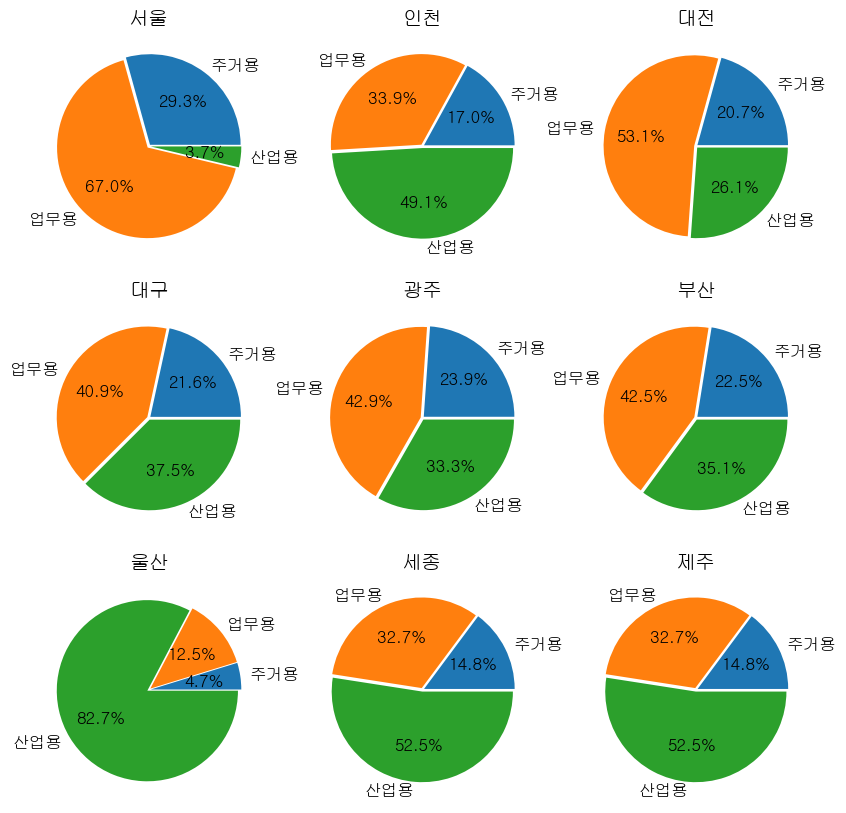 서울
주거용
29.3%
업무용
67.0%
산업용
3.7%
인천
주거용
17.0%
업무용
33.9%
산업용
49.1%
대전
주거용
20.7%
업무용
53.1%
산업용
26.1%
대구
주거용
21.6%
업무용
40.9%
산업용
37.5%
광주
주거용
23.9%
업무용
42.9%
산업용
33.3%
부산
주거용
22.5%
업무용
42.5%
산업용
35.1%
울산
주거용
4.7%
업무용
12.5%
산업용
82.7%
세종
주거용
14.8%
업무용
32.7%
산업용
52.5%
제주
주거용
14.8%
업무용
32.7%
산업용
52.5%